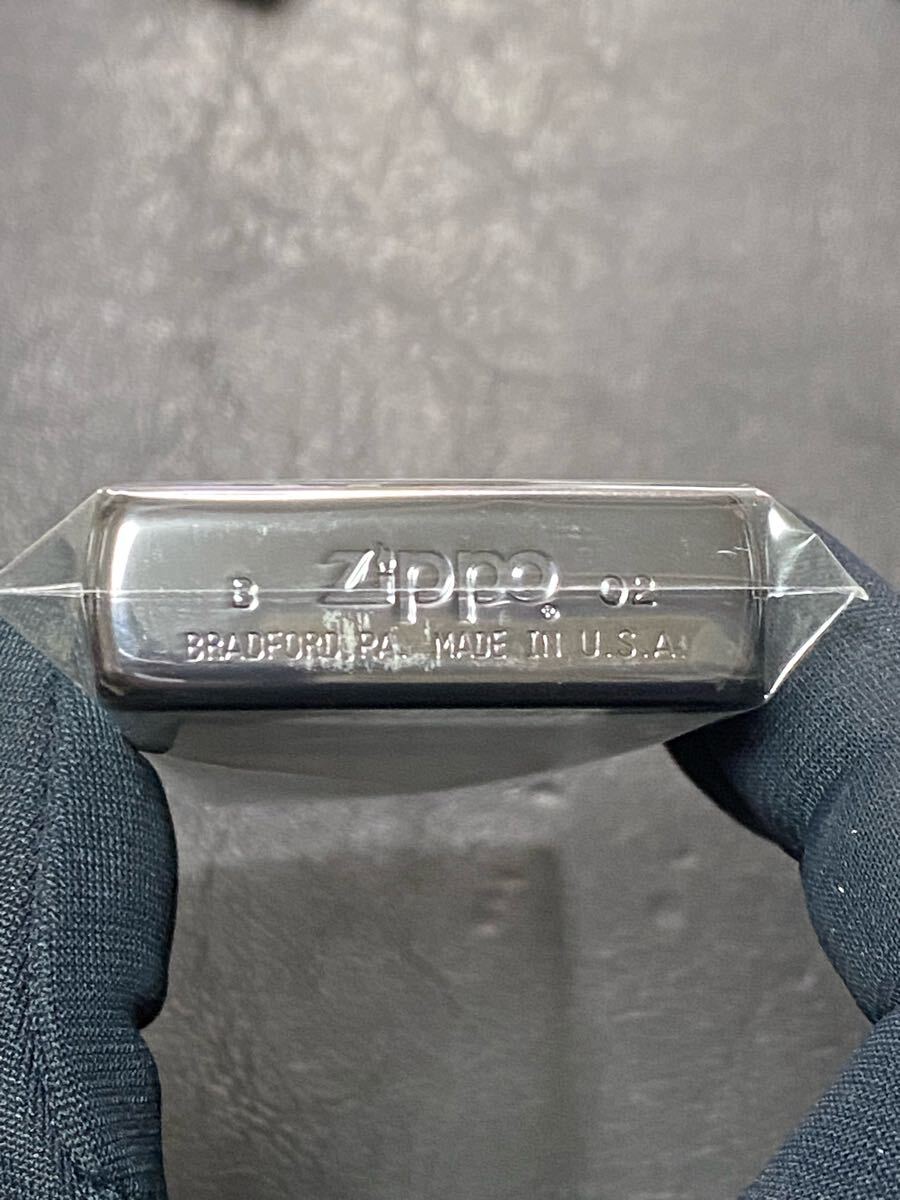 B Zippo ® 02
BRADFORD, PA. MADE IN U.S.A.